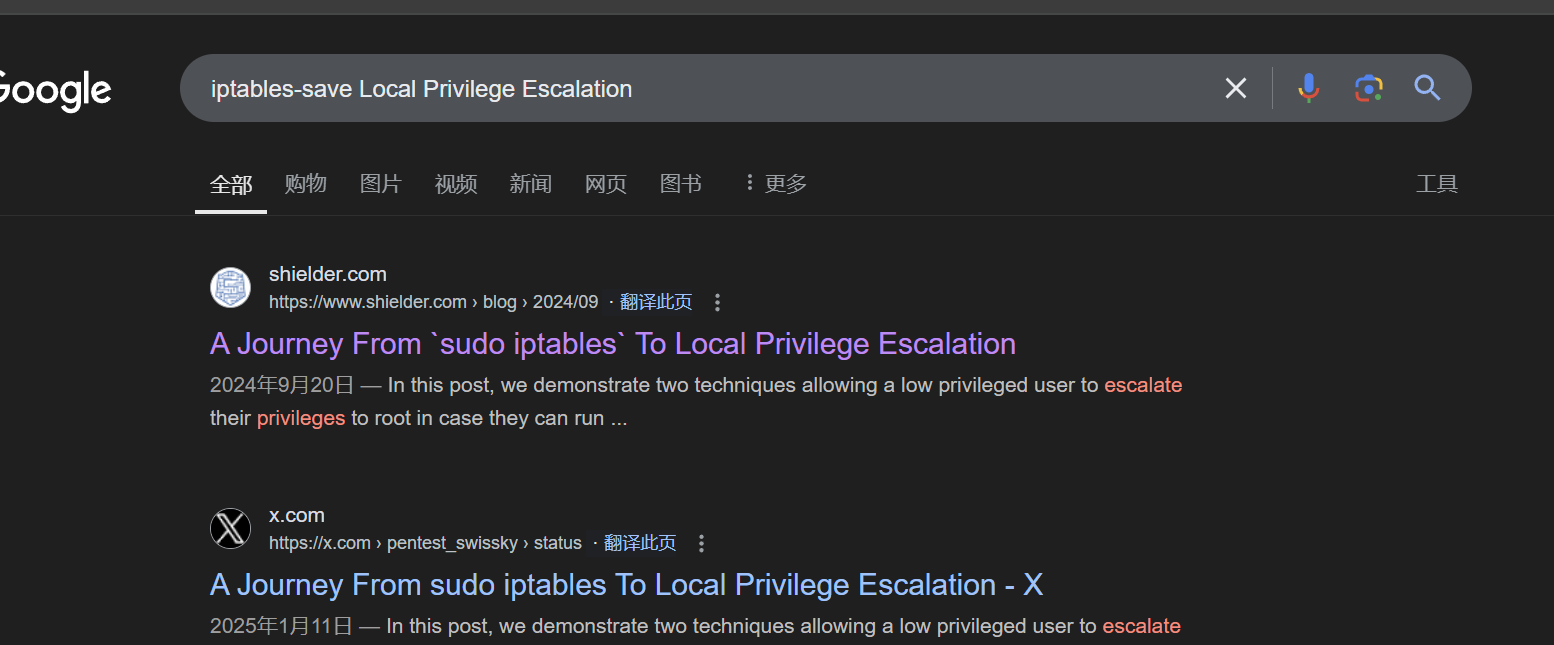 Google
iptables-save Local Privilege Escalation
全部 购物 图片 视频 新闻 网页 图书 更多 工具
shielder.com
https://www.shielder.com › blog › 2024/09 · 翻译此页
A Journey From `sudo iptables` To Local Privilege Escalation
2024年9月20日 — In this post, we demonstrate two techniques allowing a low privileged user to escalate
their privileges to root in case they can run ...
x.com
https://x.com › pentest_swissky › status · 翻译此页
A Journey From sudo iptables To Local Privilege Escalation - X
2025年1月11日 — In this post, we demonstrate two techniques allowing a low privileged user to escalate